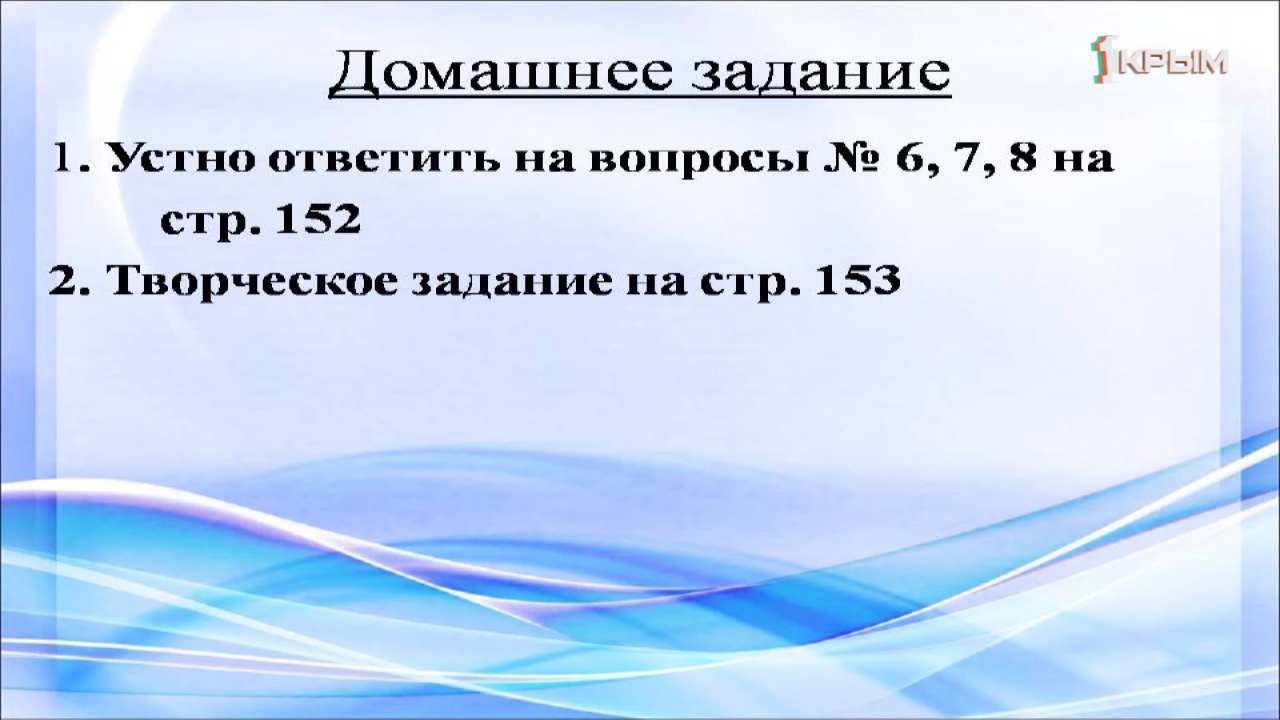 Домашнее задание
1КРЫМ
1. Устно ответить на вопросы № 6, 7, 8 на
стр. 152
2. Творческое задание на стр. 153